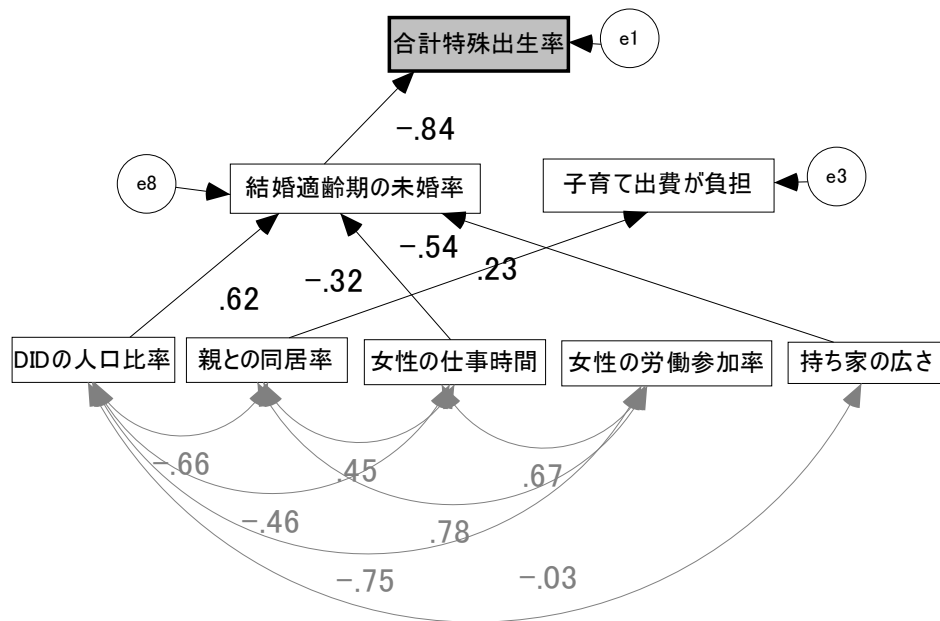 合計特殊出生率
e1
-.84
e8
結婚適齢期の未婚率
子育て出費が負担
e3
-.54
.23
-.32
.62
DIDの人口比率
親との同居率
女性の仕事時間
女性の労働参加率
持ち家の広さ
-.66
.45
.67
-.46
.78
-.75
-.03